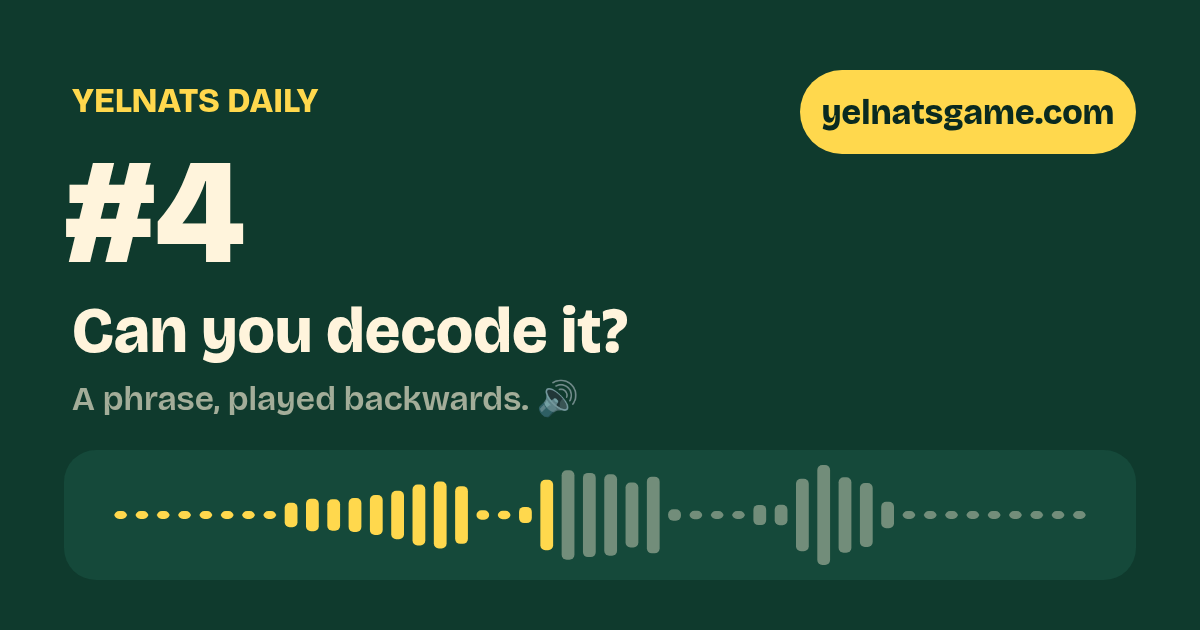 YELNATS DAILY
yelnatsgame.com
#4
Can you decode it?
A phrase, played backwards. 🔊